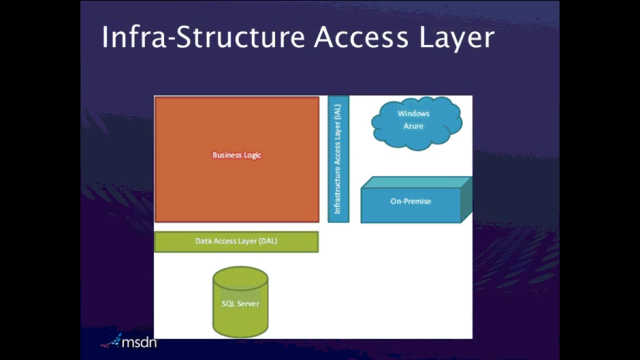 Infra-Structure Access Layer
Business Logic
Infrastructure Access Layer (IAL)
Windows
Azure
On-Premise
Data Access Layer (DAL)
SQL Server
msdn